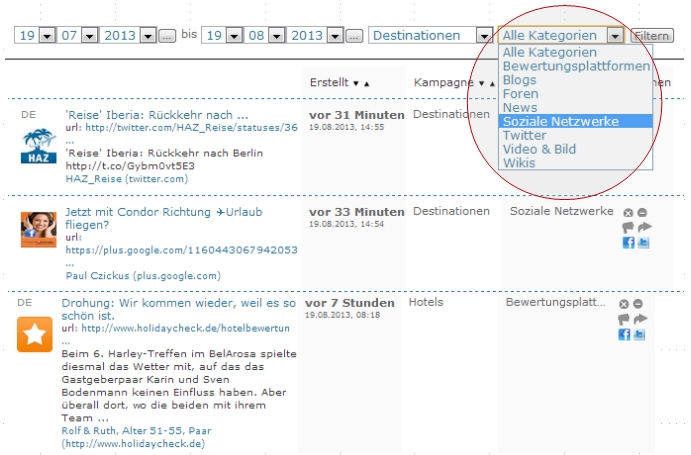 19 07 2013 ... bis 19 08 2013 ... Destinationen Alle Kategorien Filtern
Alle Kategorien
Bewertungsplattformen
Blogs
Foren
News
Soziale Netzwerke
Twitter
Video & Bild
Wikis
Erstellt ▼ ▲ Kampagne ▼ ▲ nen
DE
HAZ
'Reise' Iberia: Rückkehr nach ...
url: http://twitter.com/HAZ_Reise/statuses/36
...
'Reise' Iberia: Rückkehr nach Berlin
http://t.co/Gybm0vt5E3
HAZ_Reise (twitter.com)
vor 31 Minuten
19.08.2013, 14:55
Destinationen
Jetzt mit Condor Richtung ✈Urlaub
fliegen?
url:
https://plus.google.com/1160443067942053
...
Paul Czickus (plus.google.com)
vor 33 Minuten
19.08.2013, 14:54
Destinationen
Soziale Netzwerke
DE
Drohung: Wir kommen wieder, weil es so
schön ist.
url: http://www.holidaycheck.de/hotelbewertun
...
Beim 6. Harley-Treffen im BelArosa spielte
diesmal das Wetter mit, auf das das
Gastgeberpaar Karin und Sven
Bodenmann keinen Einfluss haben. Aber
überall dort, wo die beiden mit ihrem
Team ...
Rolf & Ruth, Alter 51-55, Paar
(http://www.holidaycheck.de)
vor 7 Stunden
19.08.2013, 08:18
Hotels
Bewertungsplatt...